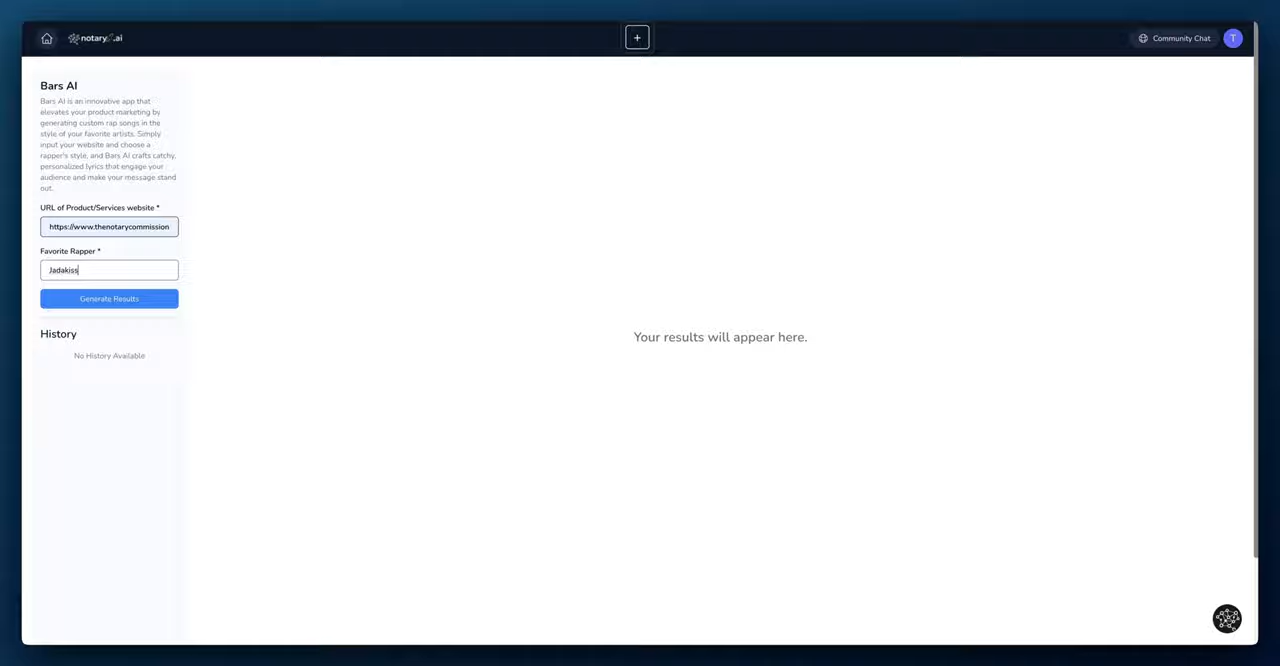 notary.ai
+
Community Chat
T
Bars AI
Bars AI is an innovative app that
elevates your product marketing by
generating custom rap songs in the
style of your favorite artists. Simply
input your website and choose a
rapper's style, and Bars AI crafts catchy,
personalized lyrics that engage your
audience and make your message stand
out.
URL of Product/Services website *
https://www.thenotarycommission
Favorite Rapper *
Jadakiss
Generate Results
History
No History Available
Your results will appear here.